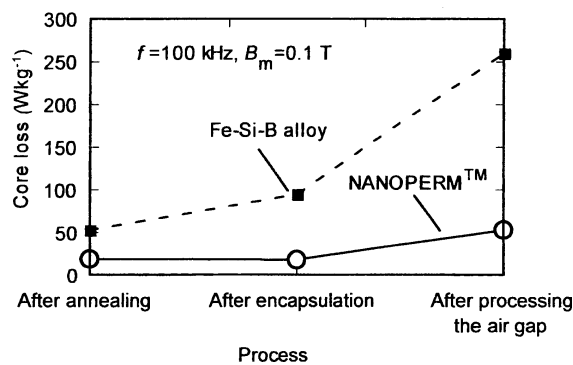 300
250
200
150
100
50
0
Core loss (Wkg⁻¹)
f =100 kHz, Bm=0.1 T
Fe-Si-B alloy
NANOPERM™
After annealing
After encapsulation
After processing
the air gap
Process